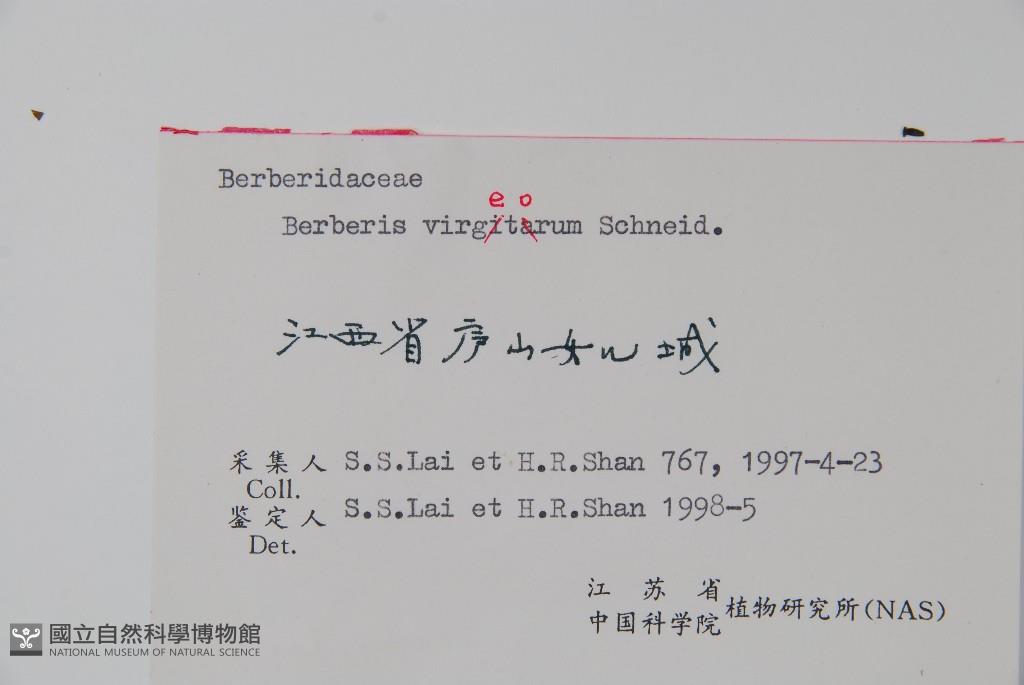 Berberidaceae
e o
Berberis virgitarum Schneid.
江西省庐山女儿城
采集人 S.S.Lai et H.R.Shan 767, 1997-4-23
Coll.
鉴定人 S.S.Lai et H.R.Shan 1998-5
Det.
江苏省
中国科学院植物研究所(NAS)
國立自然科學博物館
NATIONAL MUSEUM OF NATURAL SCIENCE